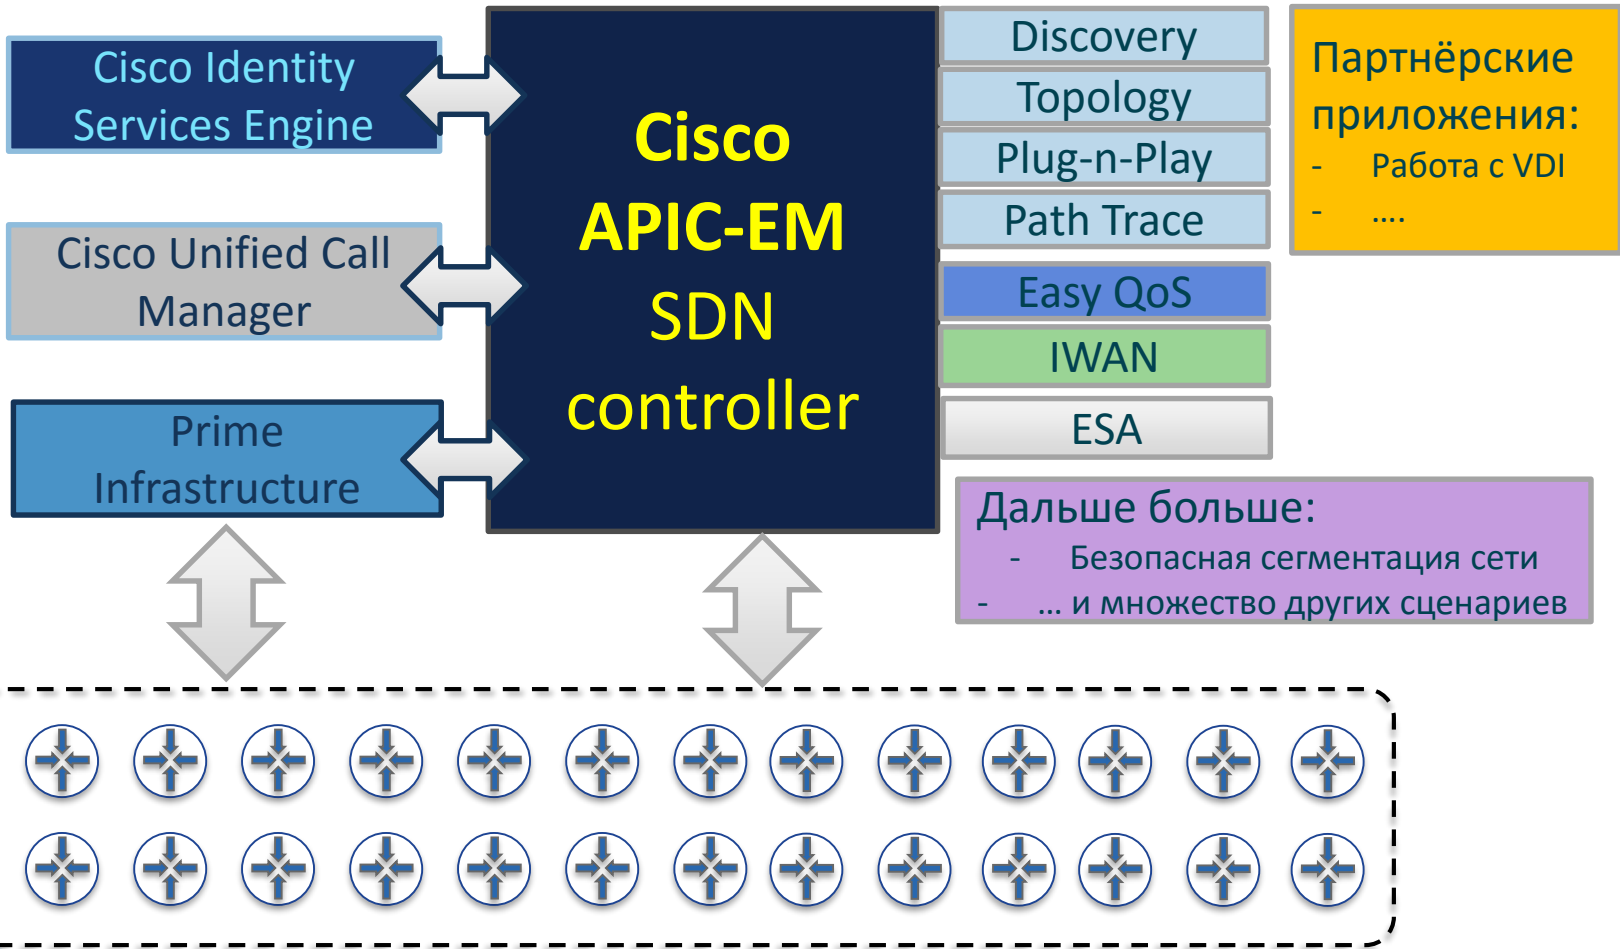 Cisco Identity
Services Engine
Cisco Unified Call
Manager
Prime
Infrastructure
Cisco
APIC-EM
SDN
controller
Discovery
Topology
Plug-n-Play
Path Trace
Easy QoS
IWAN
ESA
Партнёрские
приложения:
- Работа с VDI
- ....
Дальше больше:
- Безопасная сегментация сети
- ... и множество других сценариев